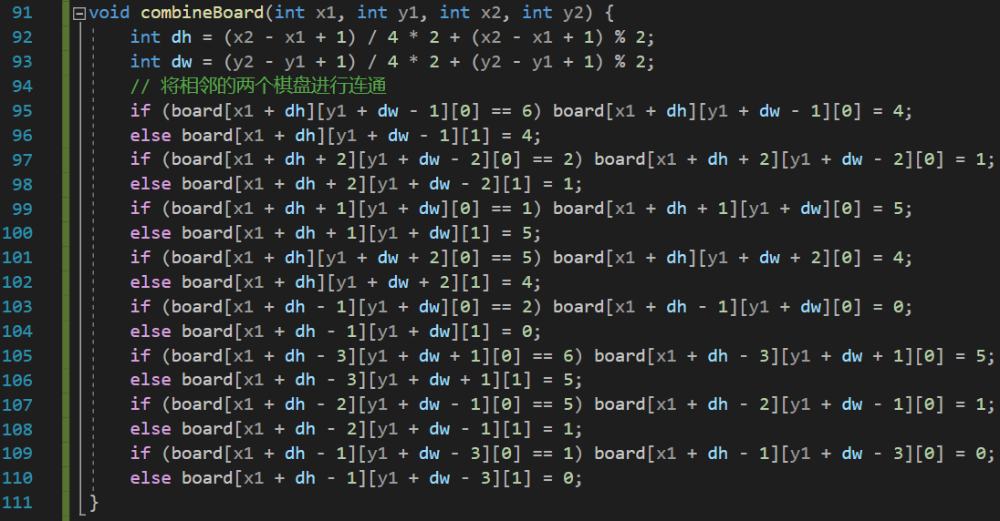 91 void combineBoard(int x1, int y1, int x2, int y2) {
92     int dh = (x2 - x1 + 1) / 4 * 2 + (x2 - x1 + 1) % 2;
93     int dw = (y2 - y1 + 1) / 4 * 2 + (y2 - y1 + 1) % 2;
94     // 将相邻的两个棋盘进行连通
95     if (board[x1 + dh][y1 + dw - 1][0] == 6) board[x1 + dh][y1 + dw - 1][0] = 4;
96     else board[x1 + dh][y1 + dw - 1][1] = 4;
97     if (board[x1 + dh + 2][y1 + dw - 2][0] == 2) board[x1 + dh + 2][y1 + dw - 2][0] = 1;
98     else board[x1 + dh + 2][y1 + dw - 2][1] = 1;
99     if (board[x1 + dh + 1][y1 + dw][0] == 1) board[x1 + dh + 1][y1 + dw][0] = 5;
100     else board[x1 + dh + 1][y1 + dw][1] = 5;
101     if (board[x1 + dh][y1 + dw + 2][0] == 5) board[x1 + dh][y1 + dw + 2][0] = 4;
102     else board[x1 + dh][y1 + dw + 2][1] = 4;
103     if (board[x1 + dh - 1][y1 + dw][0] == 2) board[x1 + dh - 1][y1 + dw][0] = 0;
104     else board[x1 + dh - 1][y1 + dw][1] = 0;
105     if (board[x1 + dh - 3][y1 + dw + 1][0] == 6) board[x1 + dh - 3][y1 + dw + 1][0] = 5;
106     else board[x1 + dh - 3][y1 + dw + 1][1] = 5;
107     if (board[x1 + dh - 2][y1 + dw - 1][0] == 5) board[x1 + dh - 2][y1 + dw - 1][0] = 1;
108     else board[x1 + dh - 2][y1 + dw - 1][1] = 1;
109     if (board[x1 + dh - 1][y1 + dw - 3][0] == 1) board[x1 + dh - 1][y1 + dw - 3][0] = 0;
110     else board[x1 + dh - 1][y1 + dw - 3][1] = 0;
111 }